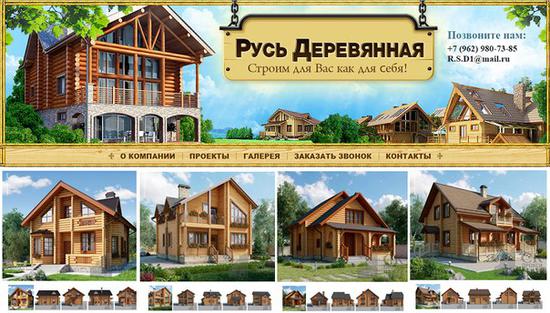 Русь Деревянная
Строим для Вас как для себя!
Позвоните нам:
+7 (962) 980-73-85
R.S.D1@mail.ru
О КОМПАНИИ | ПРОЕКТЫ | ГАЛЕРЕЯ | ЗАКАЗАТЬ ЗВОНОК | КОНТАКТЫ